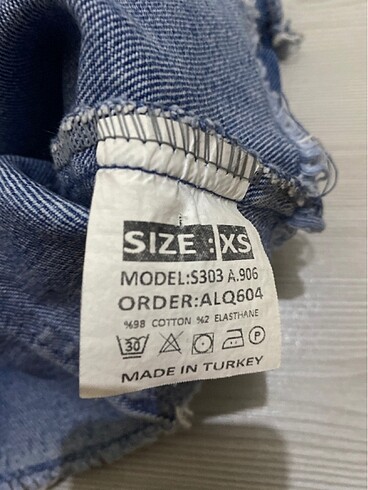 SIZE : XS
MODEL:S303 A.906
ORDER:ALQ604
%98 COTTON %2 ELASTHANE
30 P
MADE IN TURKEY